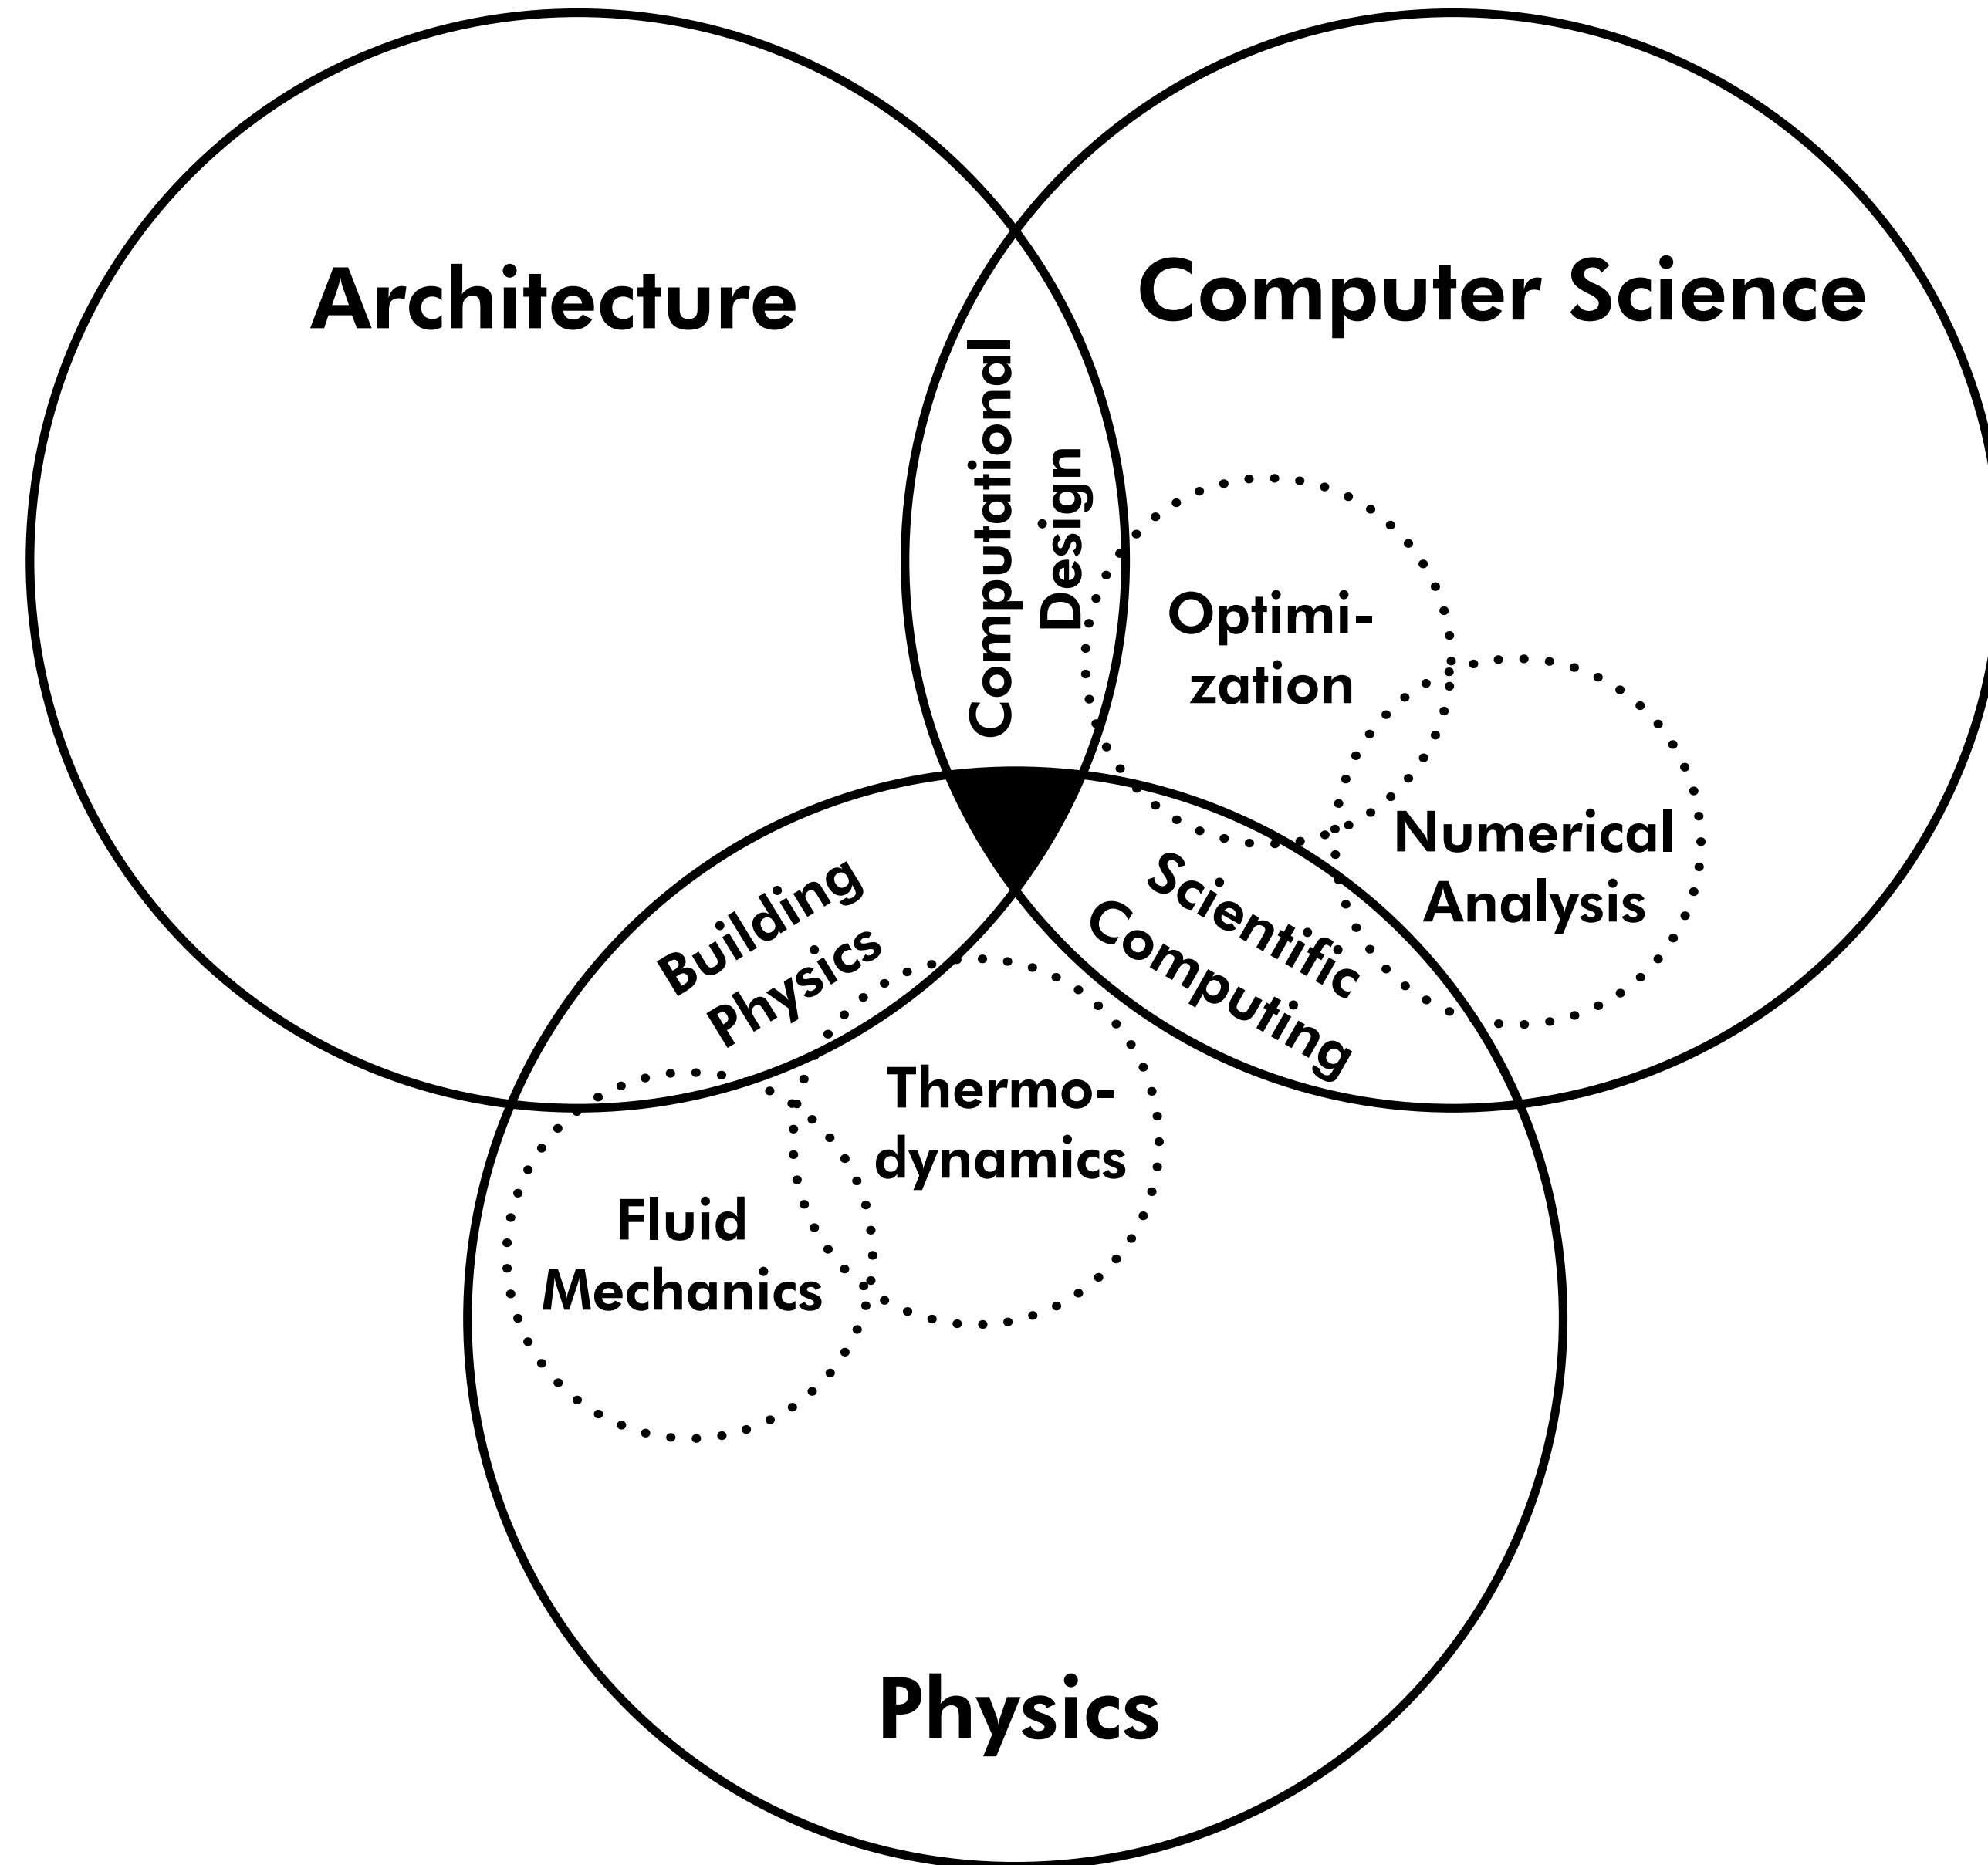 Architecture
Computer Science
Computational
Design
Optimi-
zation
Numerical
Analysis
Building
Physics
Scientific
Computing
Thermo-
dynamics
Fluid
Mechanics
Physics